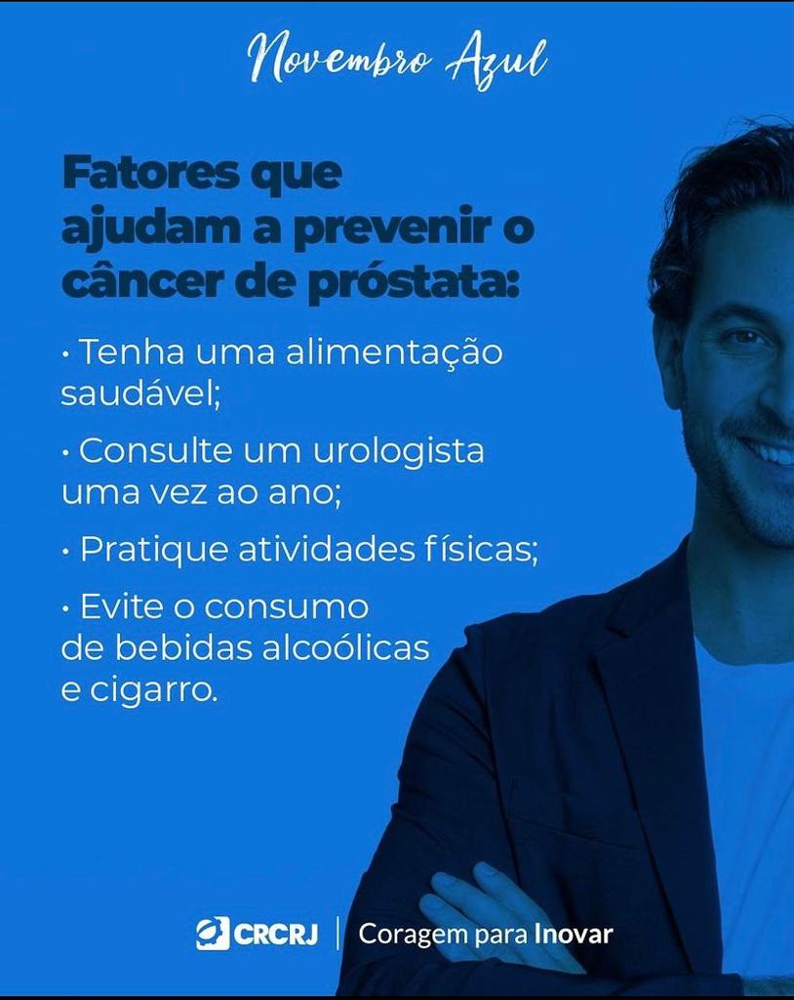 Novembro Azul
Fatores que
ajudam a prevenir o
câncer de próstata:
• Tenha uma alimentação
saudável;
• Consulte um urologista
uma vez ao ano;
• Pratique atividades físicas;
• Evite o consumo
de bebidas alcoólicas
e cigarro.
CRCRJ | Coragem para Inovar